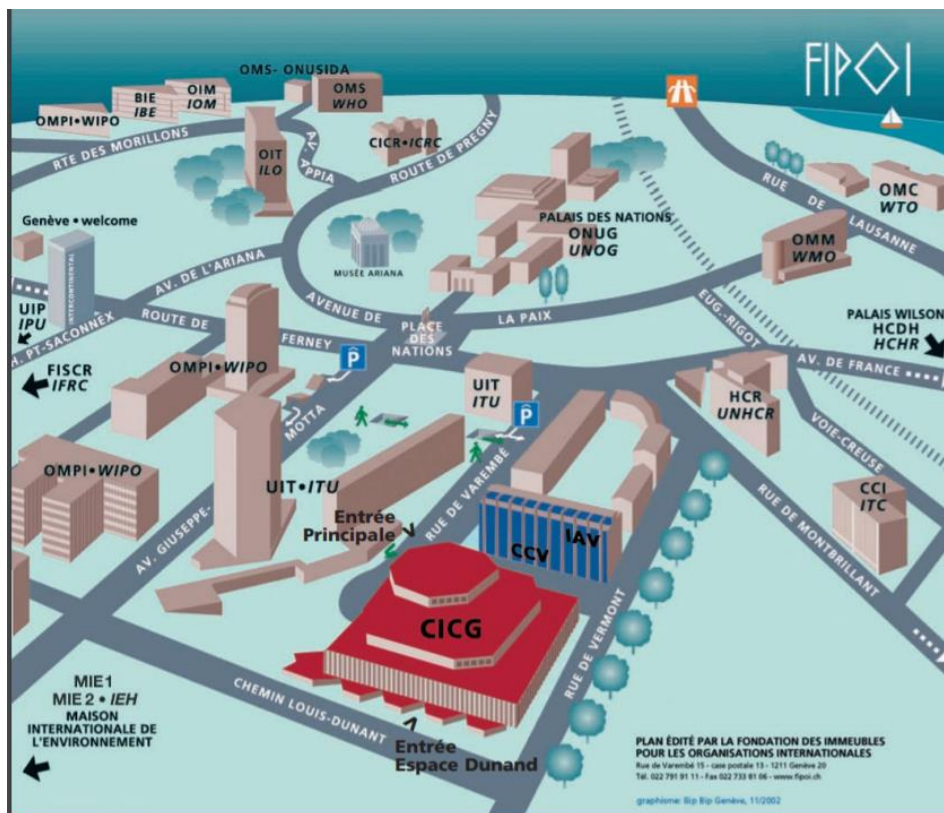 FIPOI
OMS- ONUSIDA
OIM
IOM
OMS
WHO
BIE
IBE
OMPI•WIPO
RTE DES MORILLONS
OIT
ILO
AV. APPIA
CICR•ICRC
ROUTE DE PREGNY
RUE DE LAUSANNE
OMC
WTO
Genève • welcome
INTERCONTINENTAL
AV. DE L'ARIANA
MUSÉE ARIANA
PALAIS DES NATIONS
ONUG
UNOG
OMM
WMO
UIP
IPU
H. PT-SACONNEX
ROUTE DE FERNEY
AVENUE DE LA PAIX
PLACE
DES
NATIONS
EUG.-RIGOT
PALAIS WILSON
HCDH
HCHR
AV. DE FRANCE
FISCR
IFRC
OMPI•WIPO
P
UIT
ITU
P
HCR
UNHCR
VOIE-CREUSE
OMPI•WIPO
AV. GIUSEPPE-MOTTA
UIT•ITU
Entrée
Principale
RUE DE VAREMBÉ
CCV
IAV
CCI
ITC
RUE DE MONTBRILLANT
CICG
RUE DE VERMONT
MIE1
MIE 2 • IEH
MAISON
INTERNATIONALE DE
L'ENVIRONNEMENT
CHEMIN LOUIS-DUNANT
Entrée
Espace Dunand
PLAN ÉDITÉ PAR LA FONDATION DES IMMEUBLES
POUR LES ORGANISATIONS INTERNATIONALES
Rue de Varembé 15 - case postale 13 - 1211 Genève 20
Tél. 022 791 91 11 - Fax 022 733 81 06 - www.fipoi.ch
graphisme: Bip Bip Genève, 11/2002